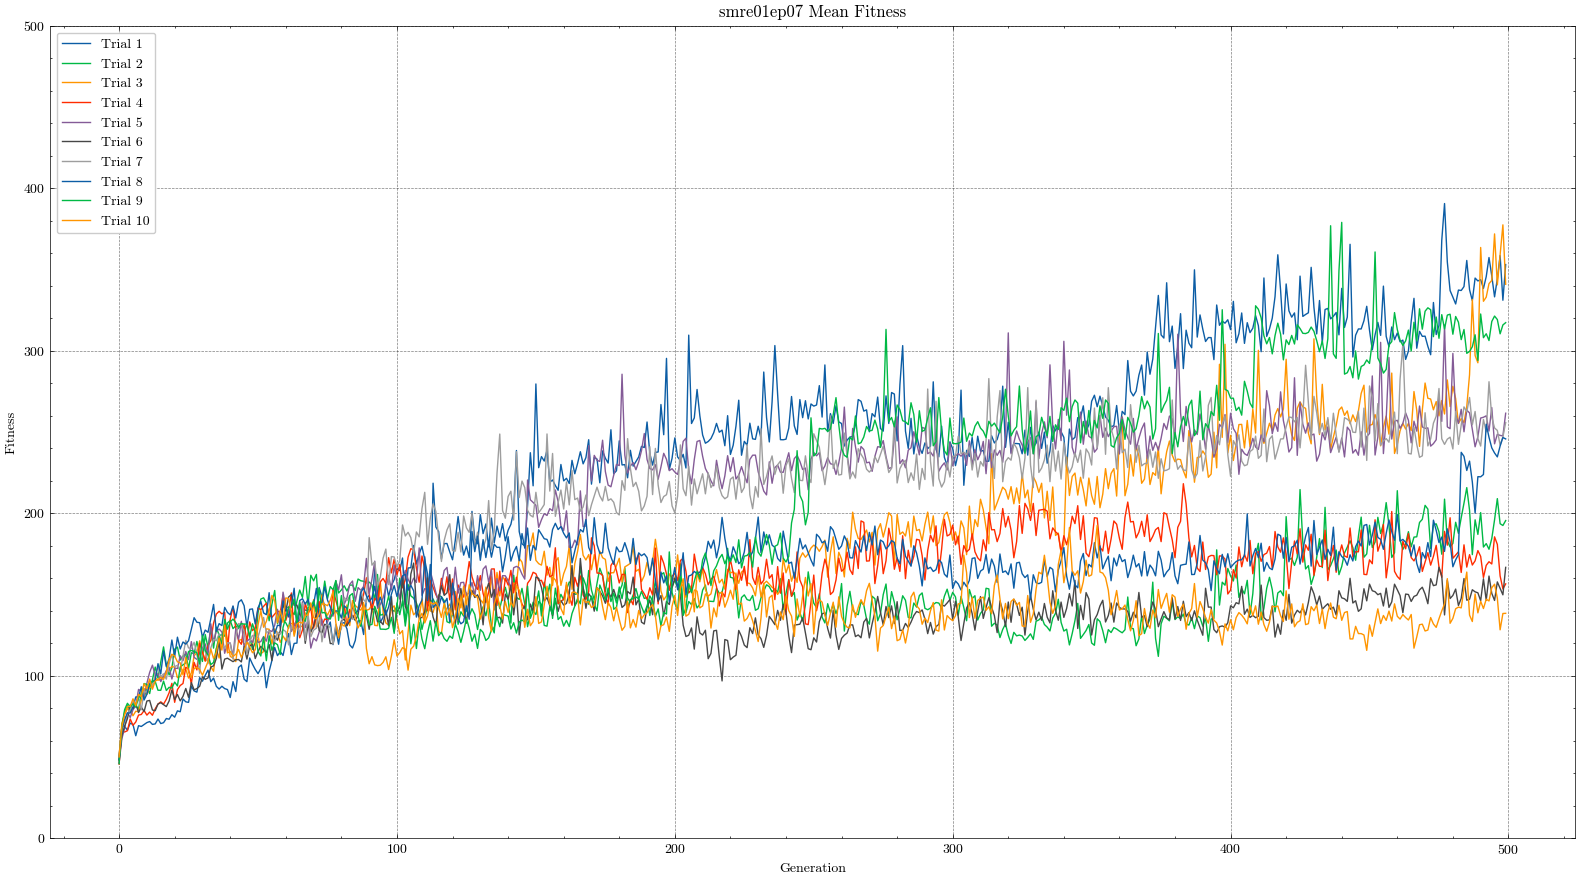 smre01ep07 Mean Fitness
500
400
300
200
100
0
Fitness
Trial 1
Trial 2
Trial 3
Trial 4
Trial 5
Trial 6
Trial 7
Trial 8
Trial 9
Trial 10
0 100 200 300 400 500
Generation